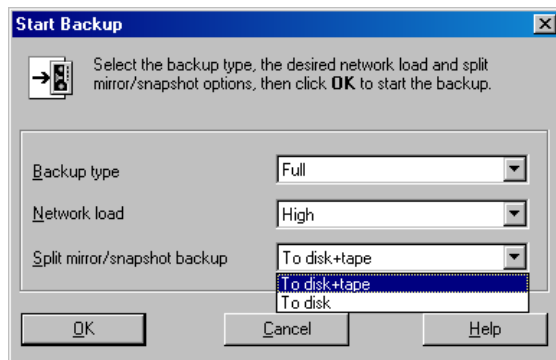 Start Backup
Select the backup type, the desired network load and split
mirror/snapshot options, then click OK to start the backup.
Backup type Full
Network load High
Split mirror/snapshot backup To disk+tape
To disk+tape
To disk
OK Cancel Help